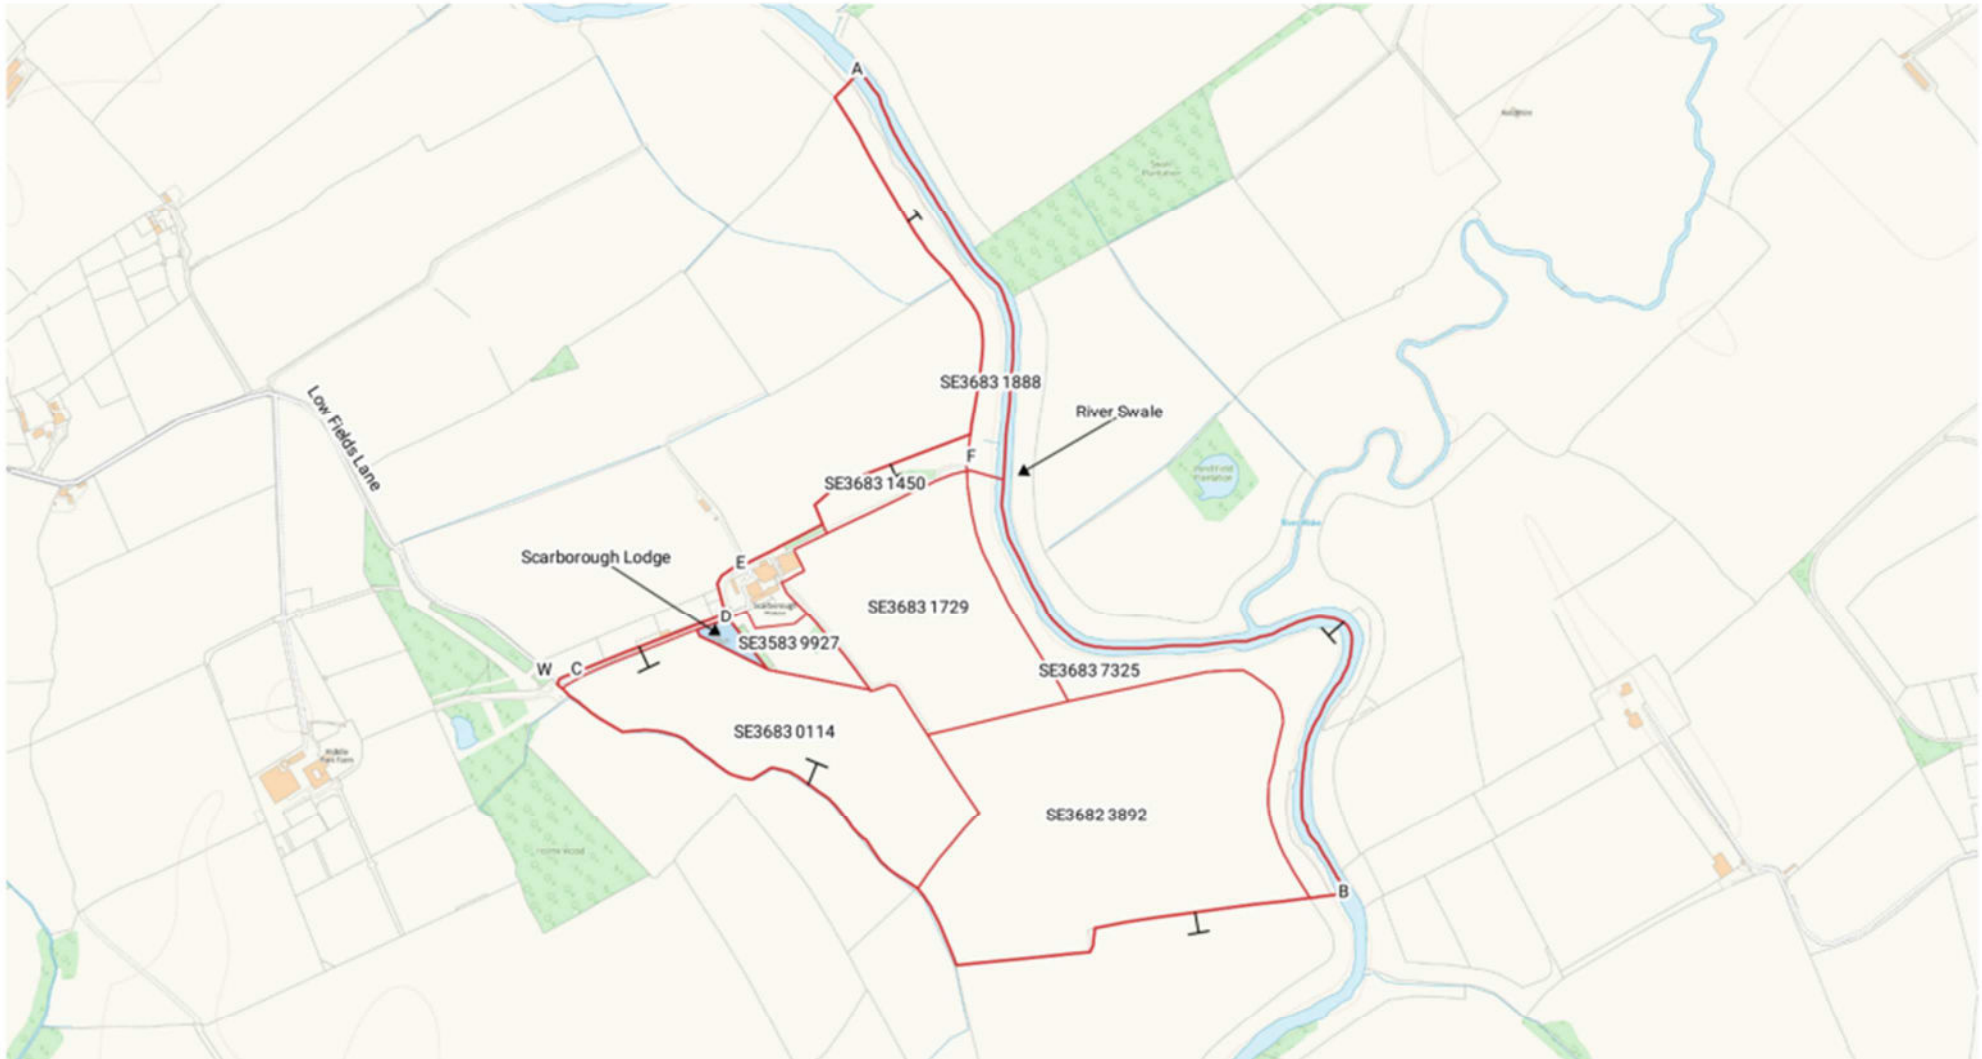 A
Low Fields Lane
SE3683 1888
River Swale
F
SE3683 1450
Scarborough Lodge
E
SE3683 1729
D
SE3583 9927
W
C
SE3683 7325
SE3683 0114
SE3682 3892
B